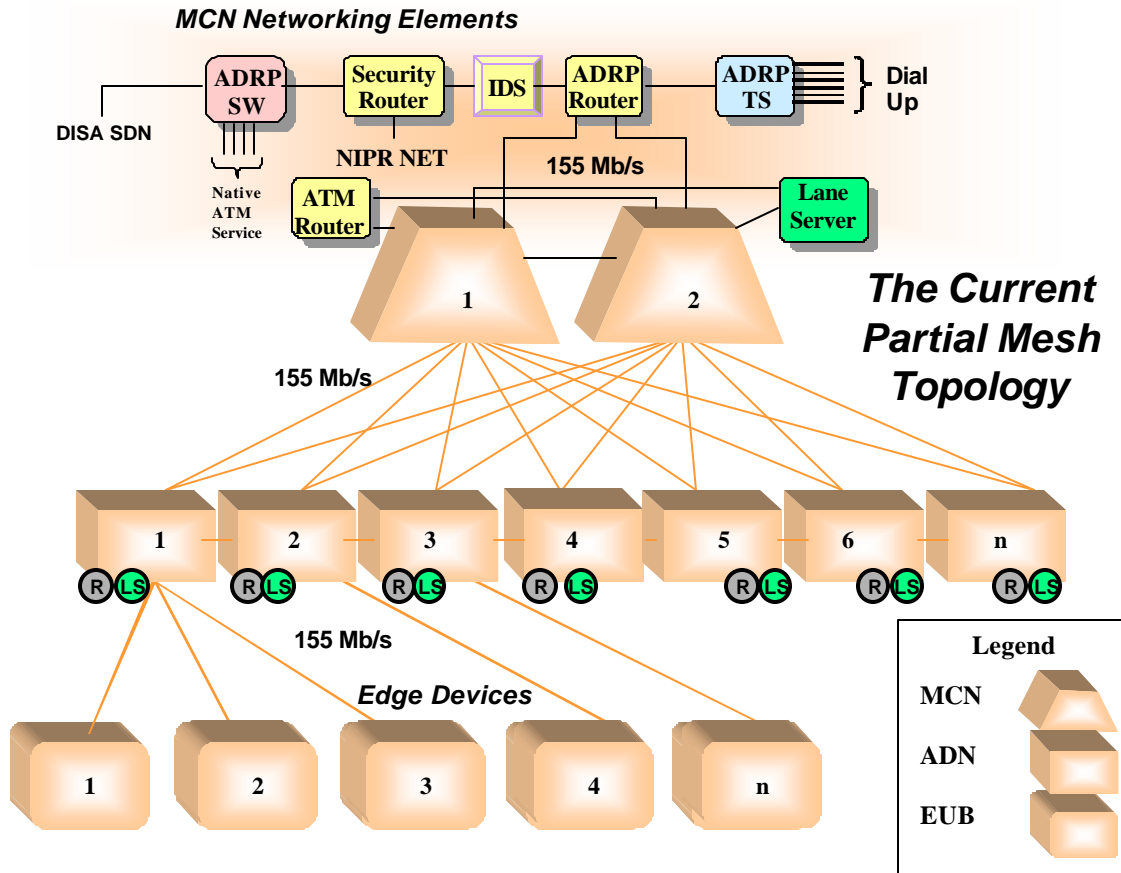 MCN Networking Elements
ADRP
SW
Security
Router
IDS
ADRP
Router
ADRP
TS
Dial
Up
DISA SDN
NIPR NET
155 Mb/s
Native
ATM
Service
ATM
Router
Lane
Server
1
2
The Current
Partial Mesh
Topology
155 Mb/s
1
2
3
4
5
6
n
R
LS
R
LS
R
LS
R
LS
R
LS
R
LS
R
LS
155 Mb/s
Edge Devices
1
2
3
4
n
Legend
MCN
ADN
EUB